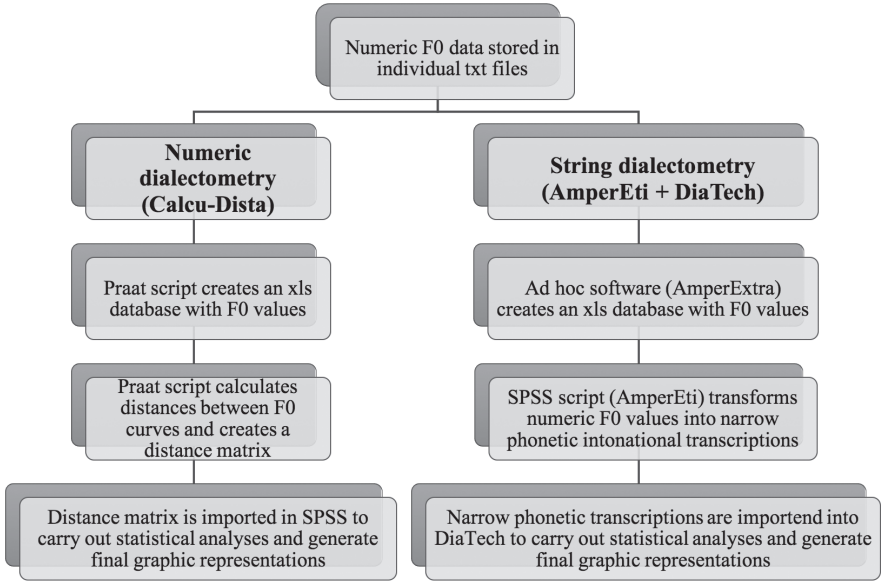 Numeric F0 data stored in
individual txt files
Numeric
dialectometry
(Calcu-Dista)
String dialectometry
(AmperEti + DiaTech)
Praat script creates an xls
database with F0 values
Ad hoc software (AmperExtra)
creates an xls database with F0 values
Praat script calculates
distances between F0
curves and creates a
distance matrix
SPSS script (AmperEti) transforms
numeric F0 values into narrow
phonetic intonational transcriptions
Distance matrix is imported in SPSS to
carry out statistical analyses and generate
final graphic representations
Narrow phonetic transcriptions are importend into
DiaTech to carry out statistical analyses and generate
final graphic representations